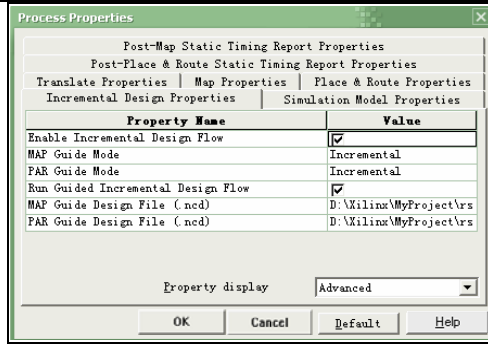 Process Properties
Post-Map Static Timing Report Properties
Post-Place & Route Static Timing Report Properties
Translate Properties Map Properties Place & Route Properties
Incremental Design Properties Simulation Model Properties
Property Name Value
Enable Incremental Design Flow
MAP Guide Mode Incremental
PAR Guide Mode Incremental
Run Guided Incremental Design Flow
MAP Guide Design File (.ncd) D:\Xilinx\MyProject\rs
PAR Guide Design File (.ncd) D:\Xilinx\MyProject\rs
Property display Advanced
OK Cancel Default Help